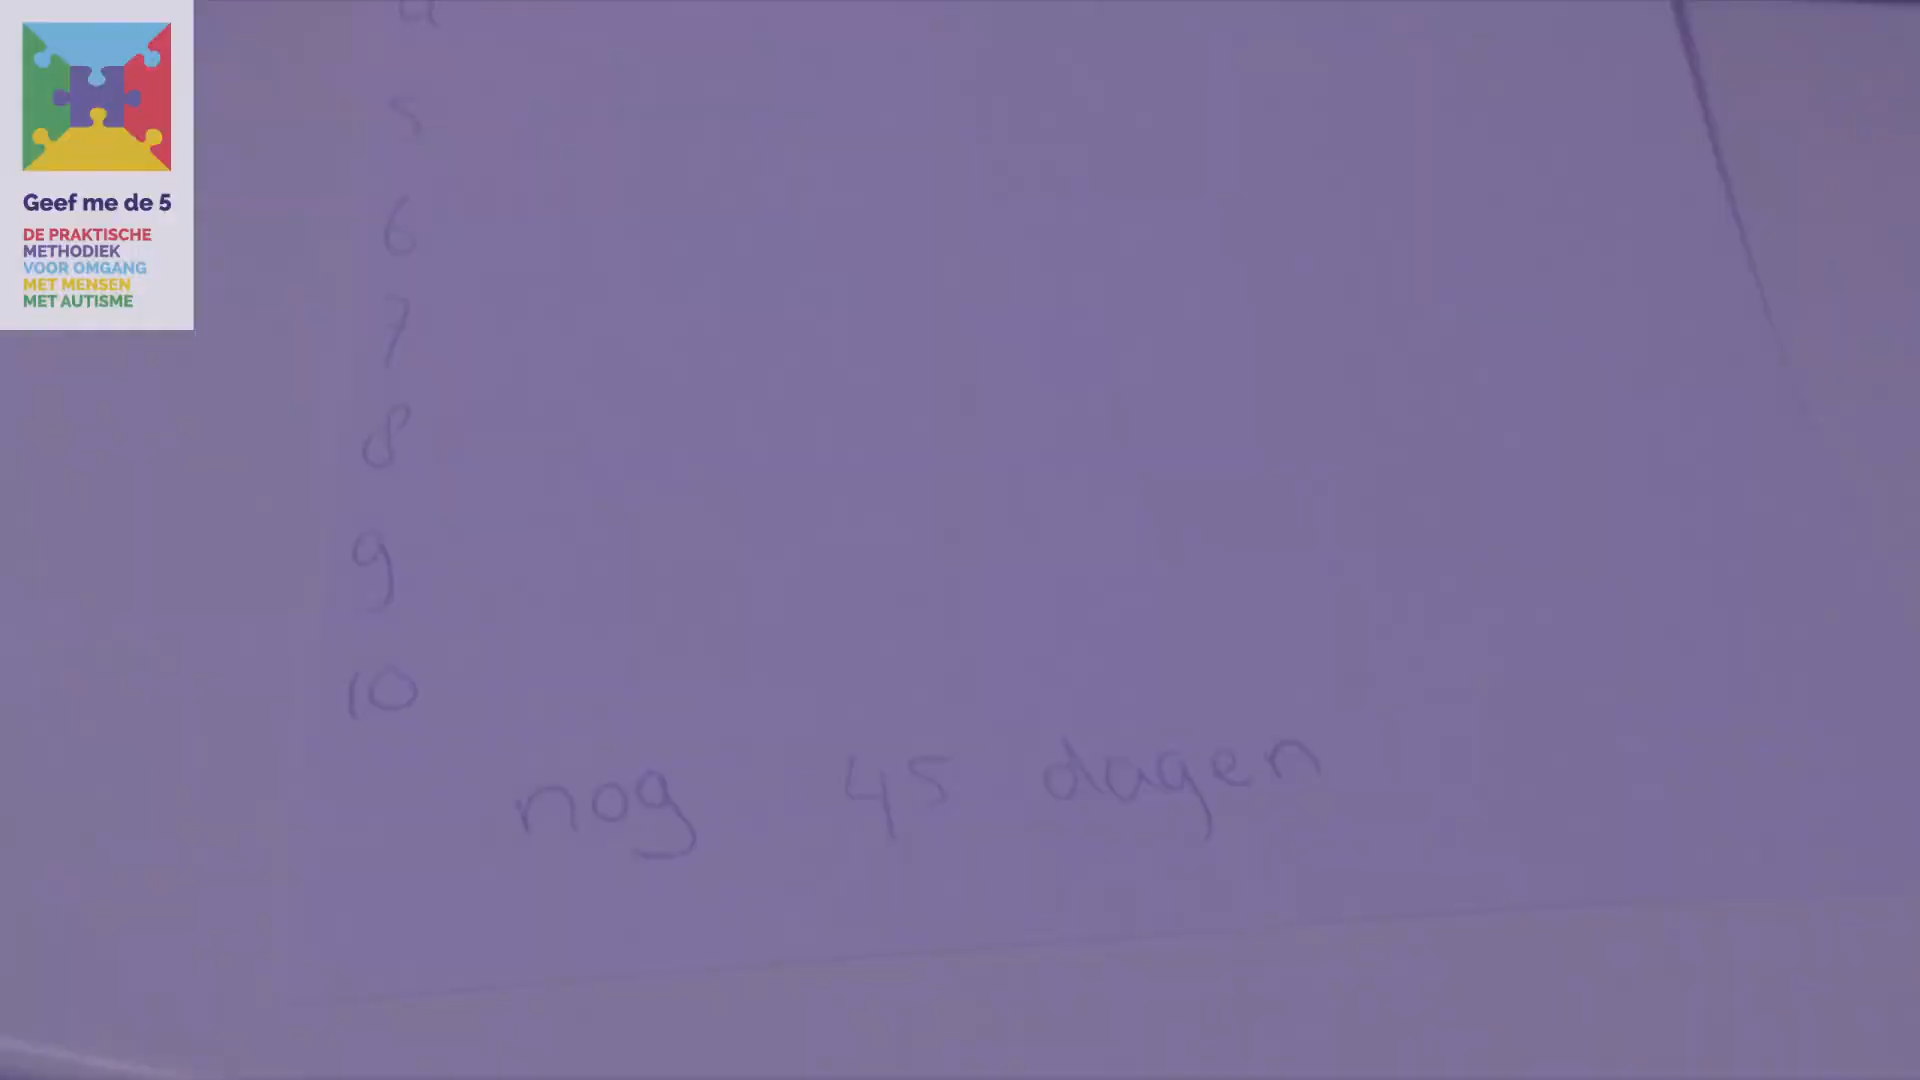 Geef me de 5
DE PRAKTISCHE
METHODIEK
VOOR OMGANG
MET MENSEN
MET AUTISME
5
6
7
8
9
10
nog 45 dagen